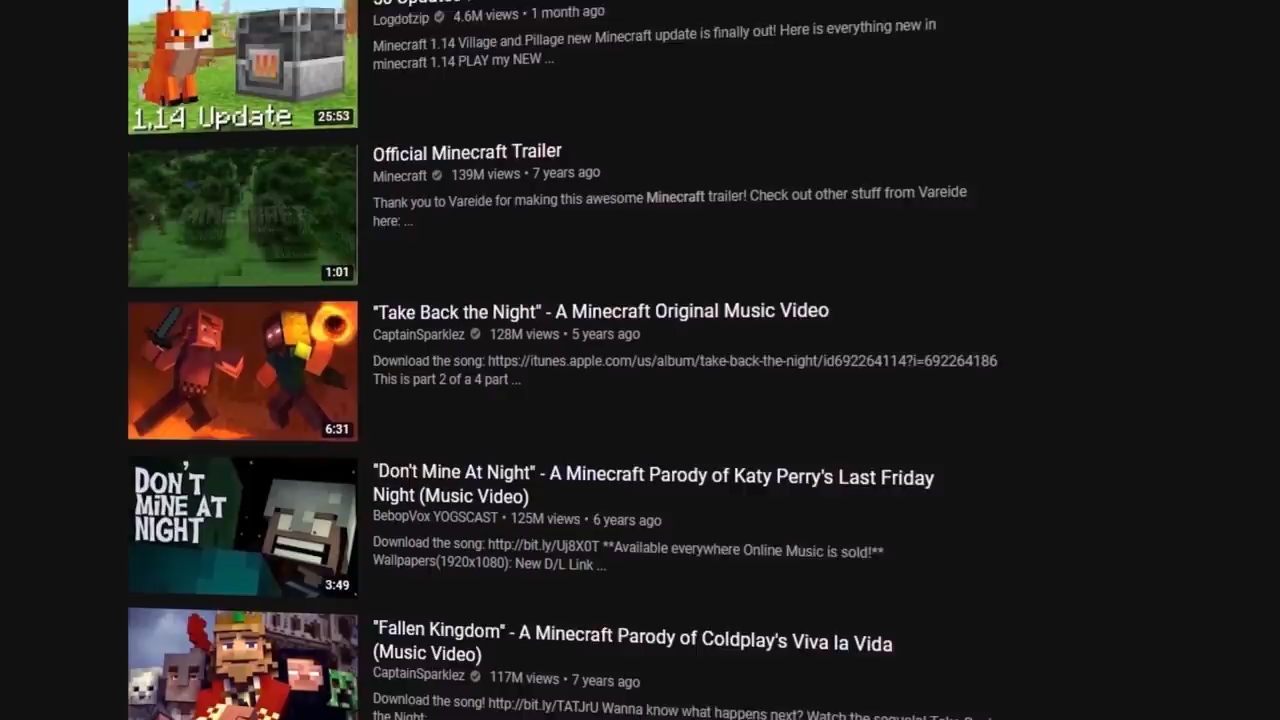 Logdotzip 4.6M views • 1 month ago
Minecraft 1.14 Village and Pillage new Minecraft update is finally out! Here is everything new in
minecraft 1.14 PLAY my NEW ...
1.14 Update
25:53
Official Minecraft Trailer
Minecraft 139M views • 7 years ago
Thank you to Vareide for making this awesome Minecraft trailer! Check out other stuff from Vareide
here: ...
MINECRAFT
1:01
"Take Back the Night" - A Minecraft Original Music Video
CaptainSparklez 128M views • 5 years ago
Download the song: https://itunes.apple.com/us/album/take-back-the-night/id692264114?i=692264186
This is part 2 of a 4 part ...
6:31
"Don't Mine At Night" - A Minecraft Parody of Katy Perry's Last Friday
Night (Music Video)
BebopVox YOGSCAST • 125M views • 6 years ago
Download the song: http://bit.ly/Uj8X0T **Available everywhere Online Music is sold!**
Wallpapers(1920x1080): New D/L Link ...
DON'T
MINE AT
NIGHT
3:49
"Fallen Kingdom" - A Minecraft Parody of Coldplay's Viva la Vida
(Music Video)
CaptainSparklez 117M views • 7 years ago
Download the song! http://bit.ly/TATJrU Wanna know what happens next? Watch the
the Night: